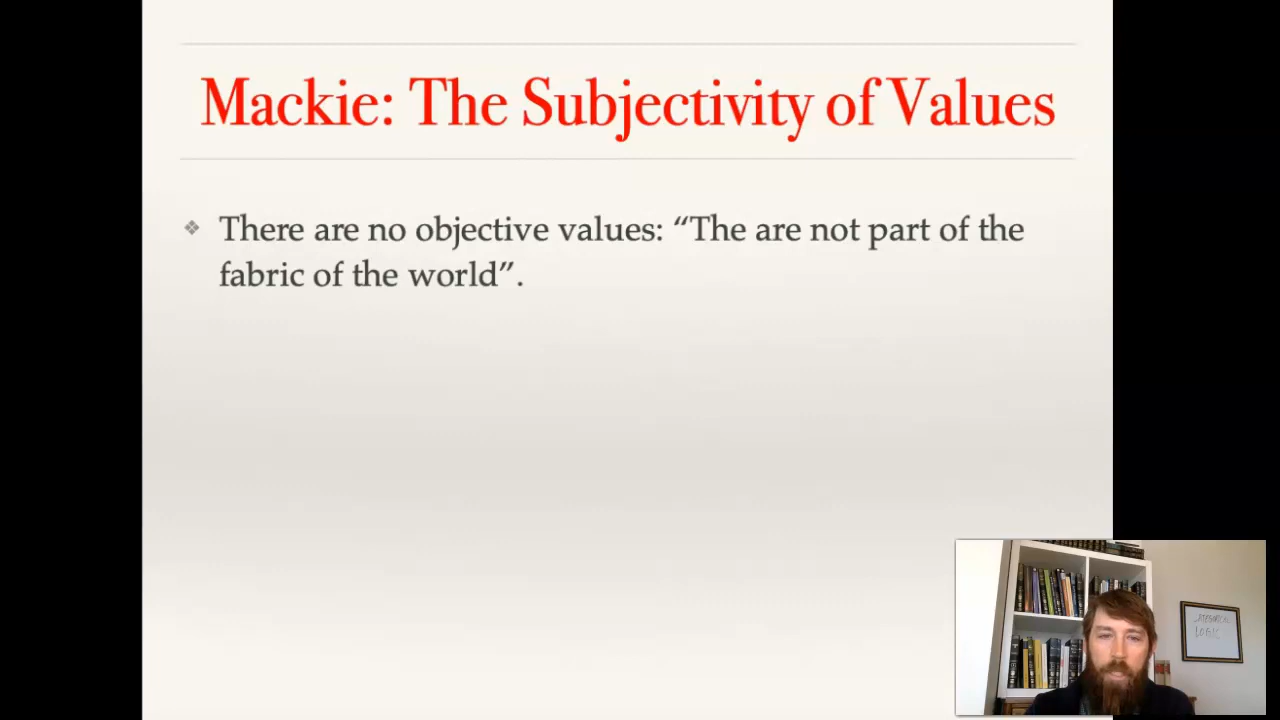 Mackie: The Subjectivity of Values
There are no objective values: “The are not part of the
fabric of the world”.
LOGIC